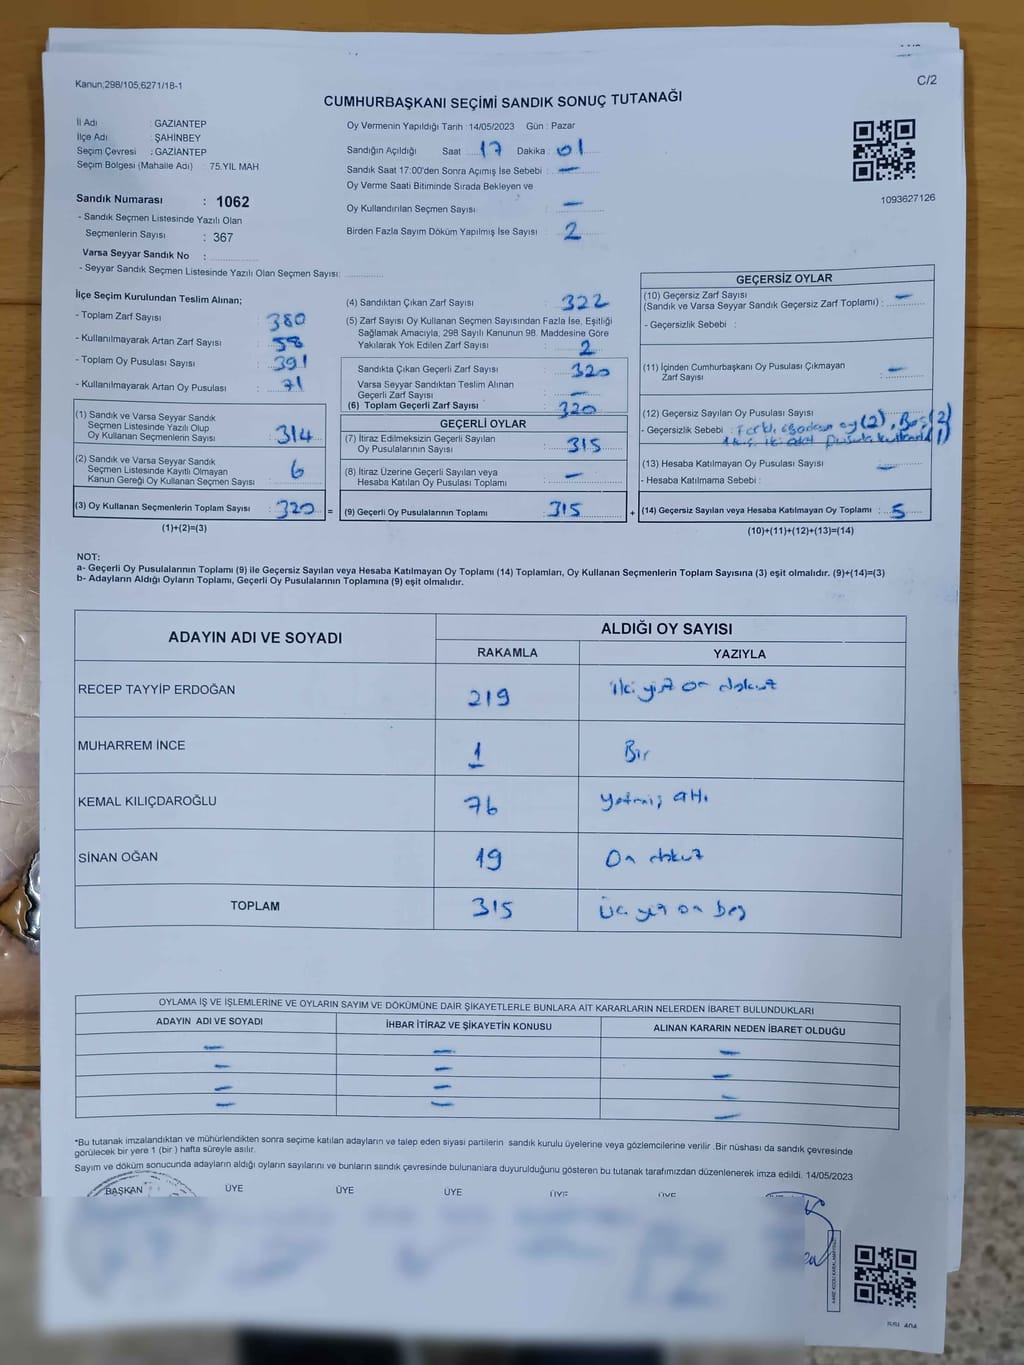 Kanun;298/105;6271/18-1
C/2
CUMHURBAŞKANI SEÇİMİ SANDIK SONUÇ TUTANAĞI
İl Adı : GAZİANTEP
İlçe Adı : ŞAHİNBEY
Seçim Çevresi : GAZİANTEP
Seçim Bölgesi (Mahalle Adı) : 75.YIL MAH
Oy Vermenin Yapıldığı Tarih : 14/05/2023 Gün : Pazar
Sandığın Açıldığı Saat 17 Dakika : 01
Sandık Saat 17:00'den Sonra Açımış İse Sebebi : —
Oy Verme Saati Bitiminde Sırada Bekleyen ve
Oy Kullandırılan Seçmen Sayısı : —
Birden Fazla Sayım Döküm Yapılmış İse Sayısı : 2
1093627126
Sandık Numarası : 1062
- Sandık Seçmen Listesinde Yazılı Olan
Seçmenlerin Sayısı : 367
Varsa Seyyar Sandık No :
- Seyyar Sandık Seçmen Listesinde Yazılı Olan Seçmen Sayısı:
İlçe Seçim Kurulundan Teslim Alınan;
- Toplam Zarf Sayısı : 380
- Kullanılmayarak Artan Zarf Sayısı : 58
- Toplam Oy Pusulası Sayısı : 391
- Kullanılmayarak Artan Oy Pusulası : 71
(1) Sandık ve Varsa Seyyar Sandık
Seçmen Listesinde Yazılı Olup
Oy Kullanan Seçmenlerin Sayısı : 314
(2) Sandık ve Varsa Seyyar Sandık
Seçmen Listesinde Kayıtlı Olmayan
Kanun Gereği Oy Kullanan Seçmen Sayısı : 6
(3) Oy Kullanan Seçmenlerin Toplam Sayısı : 320 =
(1)+(2)=(3)
(4) Sandıktan Çıkan Zarf Sayısı : 322
(5) Zarf Sayısı Oy Kullanan Seçmen Sayısından Fazla İse, Eşitliği
Sağlamak Amacıyla, 298 Sayılı Kanunun 98. Maddesine Göre
Yakılarak Yok Edilen Zarf Sayısı : 2
Sandıkta Çıkan Geçerli Zarf Sayısı : 320
Varsa Seyyar Sandıktan Teslim Alınan
Geçerli Zarf Sayısı : —
(6) Toplam Geçerli Zarf Sayısı : 320
GEÇERLİ OYLAR
(7) İtiraz Edilmeksizin Geçerli Sayılan
Oy Pusulalarının Sayısı : 315
(8) İtiraz Üzerine Geçerli Sayılan veya
Hesaba Katılan Oy Pusulası Toplamı : —
(9) Geçerli Oy Pusulalarının Toplamı : 315 +
GEÇERSİZ OYLAR
(10) Geçersiz Zarf Sayısı
(Sandık ve Varsa Seyyar Sandık Geçersiz Zarf Toplamı) : —
- Geçersizlik Sebebi :
(11) İçinden Cumhurbaşkanı Oy Pusulası Çıkmayan
Zarf Sayısı : —
(12) Geçersiz Sayılan Oy Pusulası Sayısı :
- Geçersizlik Sebebi : oy (2), Boş (2)
iki adet pusula (1)
(13) Hesaba Katılmayan Oy Pusulası Sayısı : —
- Hesaba Katılmama Sebebi :
(14) Geçersiz Sayılan veya Hesaba Katılmayan Oy Toplamı : 5
(10)+(11)+(12)+(13)=(14)
NOT:
a- Geçerli Oy Pusulalarının Toplamı (9) ile Geçersiz Sayılan veya Hesaba Katılmayan Oy Toplamı (14) Toplamları, Oy Kullanan Seçmenlerin Toplam Sayısına (3) eşit olmalıdır. (9)+(14)=(3)
b- Adayların Aldığı Oyların Toplamı, Geçerli Oy Pusulalarının Toplamına (9) eşit olmalıdır.
ADAYIN ADI VE SOYADI ALDIĞI OY SAYISI
RAKAMLA YAZIYLA
RECEP TAYYİP ERDOĞAN 219 iki yüz on dokuz
MUHARREM İNCE 1 Bir
KEMAL KILIÇDAROĞLU 76 yetmiş altı
SİNAN OĞAN 19 On dokuz
TOPLAM 315 Üç yüz on beş
OYLAMA İŞ VE İŞLEMLERİNE VE OYLARIN SAYIM VE DÖKÜMÜNE DAİR ŞİKAYETLERLE BUNLARA AİT KARARLARIN NELERDEN İBARET BULUNDUKLARI
ADAYIN ADI VE SOYADI İHBAR İTİRAZ VE ŞİKAYETİN KONUSU ALINAN KARARIN NEDEN İBARET OLDUĞU
— — —
— — —
— — —
— — —
*Bu tutanak imzalandıktan ve mühürlendikten sonra seçime katılan adayların ve talep eden siyasi partilerin sandık kurulu üyelerine veya gözlemcilerine verilir .Bir nüshası da sandık çevresinde
görülecek bir yere 1 (bir ) hafta süreyle asılır.
Sayım ve döküm sonucunda adayların aldığı oyların sayılarını ve bunların sandık çevresinde bulunanlara duyurulduğunu gösteren bu tutanak tarafımızdan düzenlenerek imza edildi. 14/05/2023
BAŞKAN ÜYE ÜYE ÜYE ÜYE ÜYE